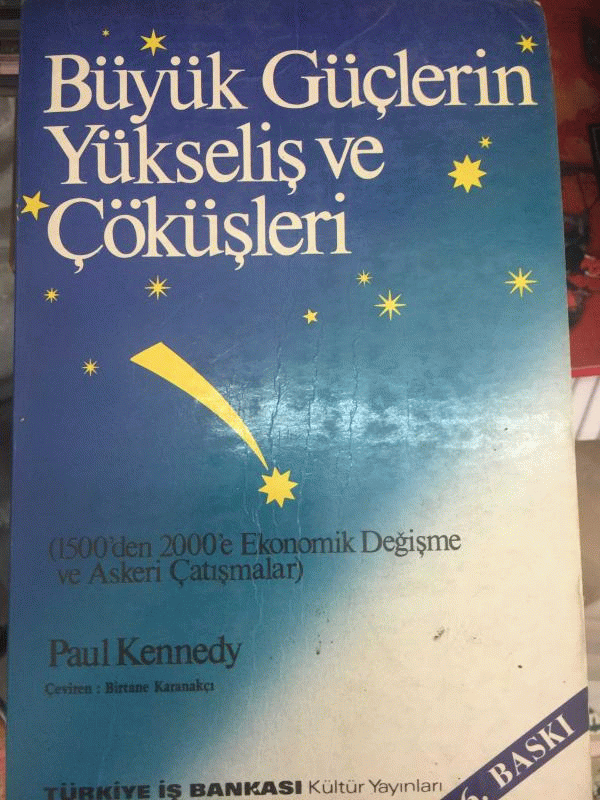 Büyük Güçlerin
Yükseliş ve
Çöküşleri
(1500'den 2000'e Ekonomik Değişme
ve Askeri Çatışmalar)
Paul Kennedy
Çeviren : Birtane Karanakçı
TÜRKİYE İŞ BANKASI Kültür Yayınları
6. BASKI